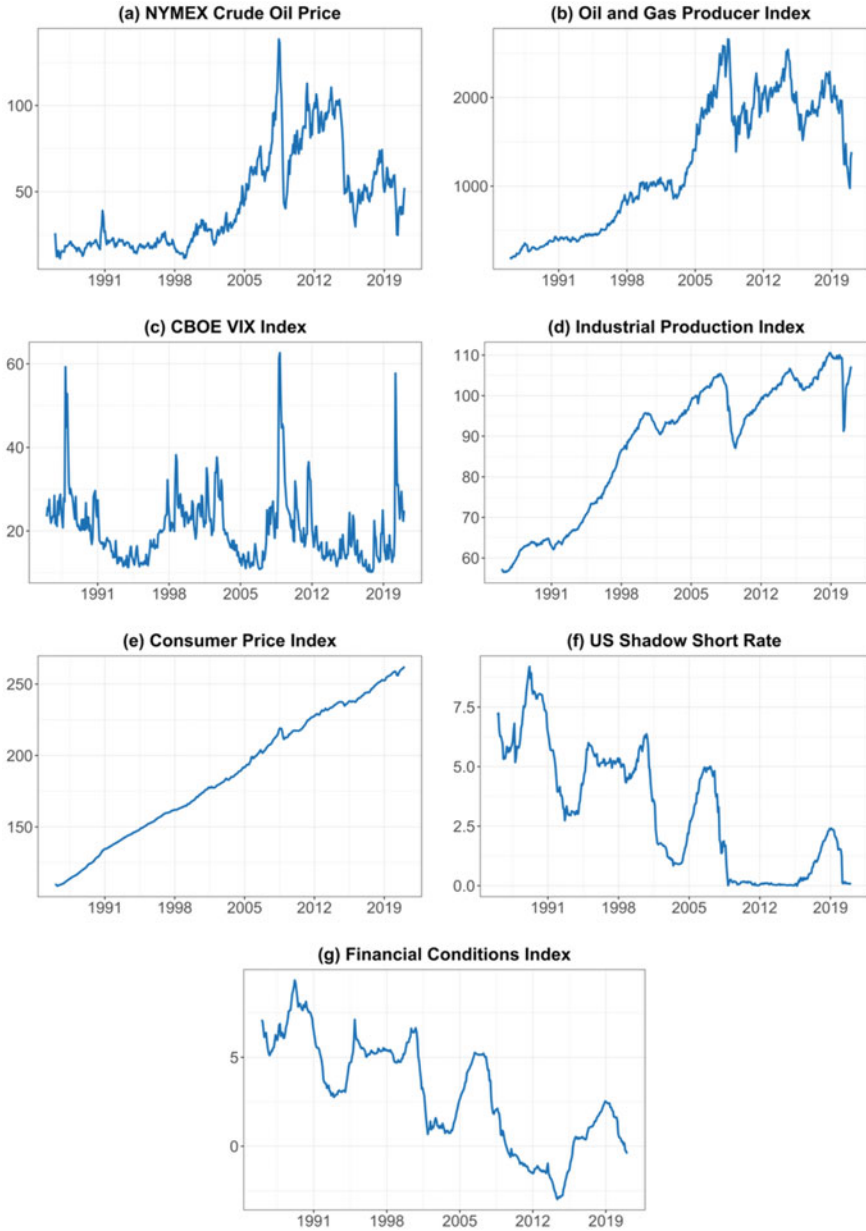 (a) NYMEX Crude Oil Price
100
50
1991 1998 2005 2012 2019
(b) Oil and Gas Producer Index
2000
1000
1991 1998 2005 2012 2019
(c) CBOE VIX Index
60
40
20
1991 1998 2005 2012 2019
(d) Industrial Production Index
110
100
90
80
70
60
1991 1998 2005 2012 2019
(e) Consumer Price Index
250
200
150
1991 1998 2005 2012 2019
(f) US Shadow Short Rate
7.5
5.0
2.5
0.0
1991 1998 2005 2012 2019
(g) Financial Conditions Index
5
0
1991 1998 2005 2012 2019